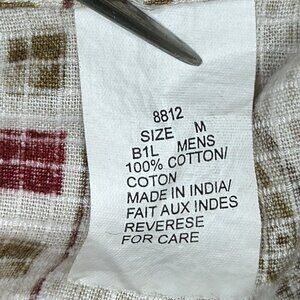 8812
SIZE M
B1L MENS
100% COTTON/
COTON
MADE IN INDIA/
FAIT AUX INDES
REVERESE
FOR CARE